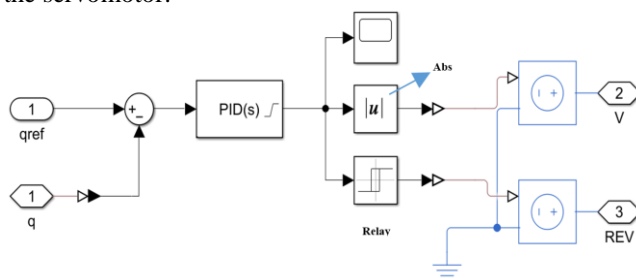 the servomotor.
Abs
1
qref
+
-
PID(s)
|u|
2
V
1
q
Relay
3
REV
- +
- +